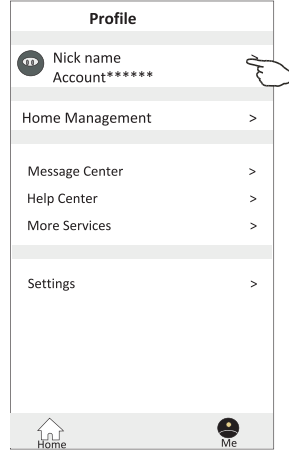 Profile
Nick name
Account******
Home Management >
Message Center >
Help Center >
More Services >
Settings >
Home Me